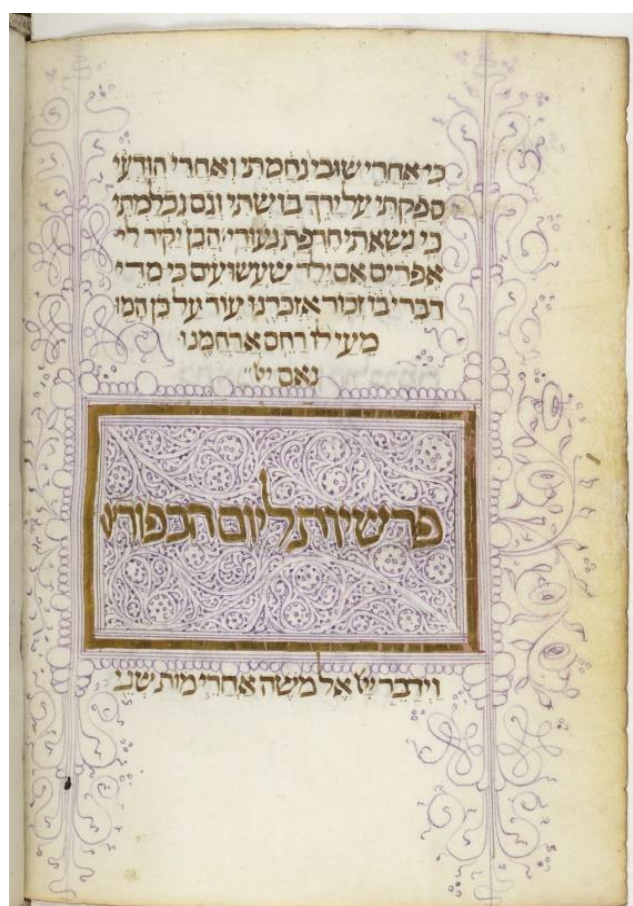 כי אחרי שובי נחמתי ואחרי הודעי
ספקתי על ירך בושתי וגם נכלמתי
כי נשאתי חרפת נעורי: הבן יקיר לי
אפרים אם ילד שעשועים כי מדי
דברי בו זכור אזכרנו עוד על כן המו
מעי לו רחם ארחמנו
נאם יי
פרשיות ליום הכפורים
וידבר יי אל משה אחרי מות שני